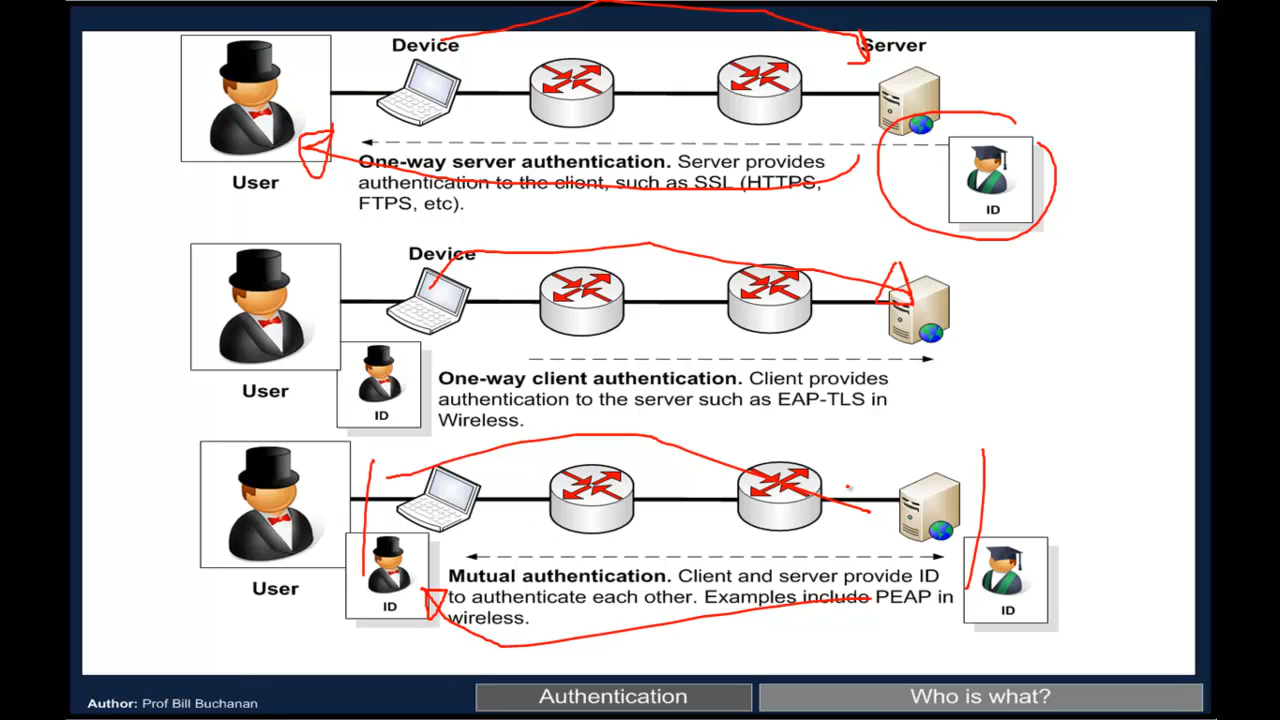 Device
Server
One-way server authentication. Server provides
authentication to the client, such as SSL (HTTPS,
FTPS, etc).
User
ID
Device
One-way client authentication. Client provides
authentication to the server such as EAP-TLS in
Wireless.
User
ID
Mutual authentication. Client and server provide ID
to authenticate each other. Examples include PEAP in
wireless.
User
ID
ID
Author: Prof Bill Buchanan
Authentication
Who is what?